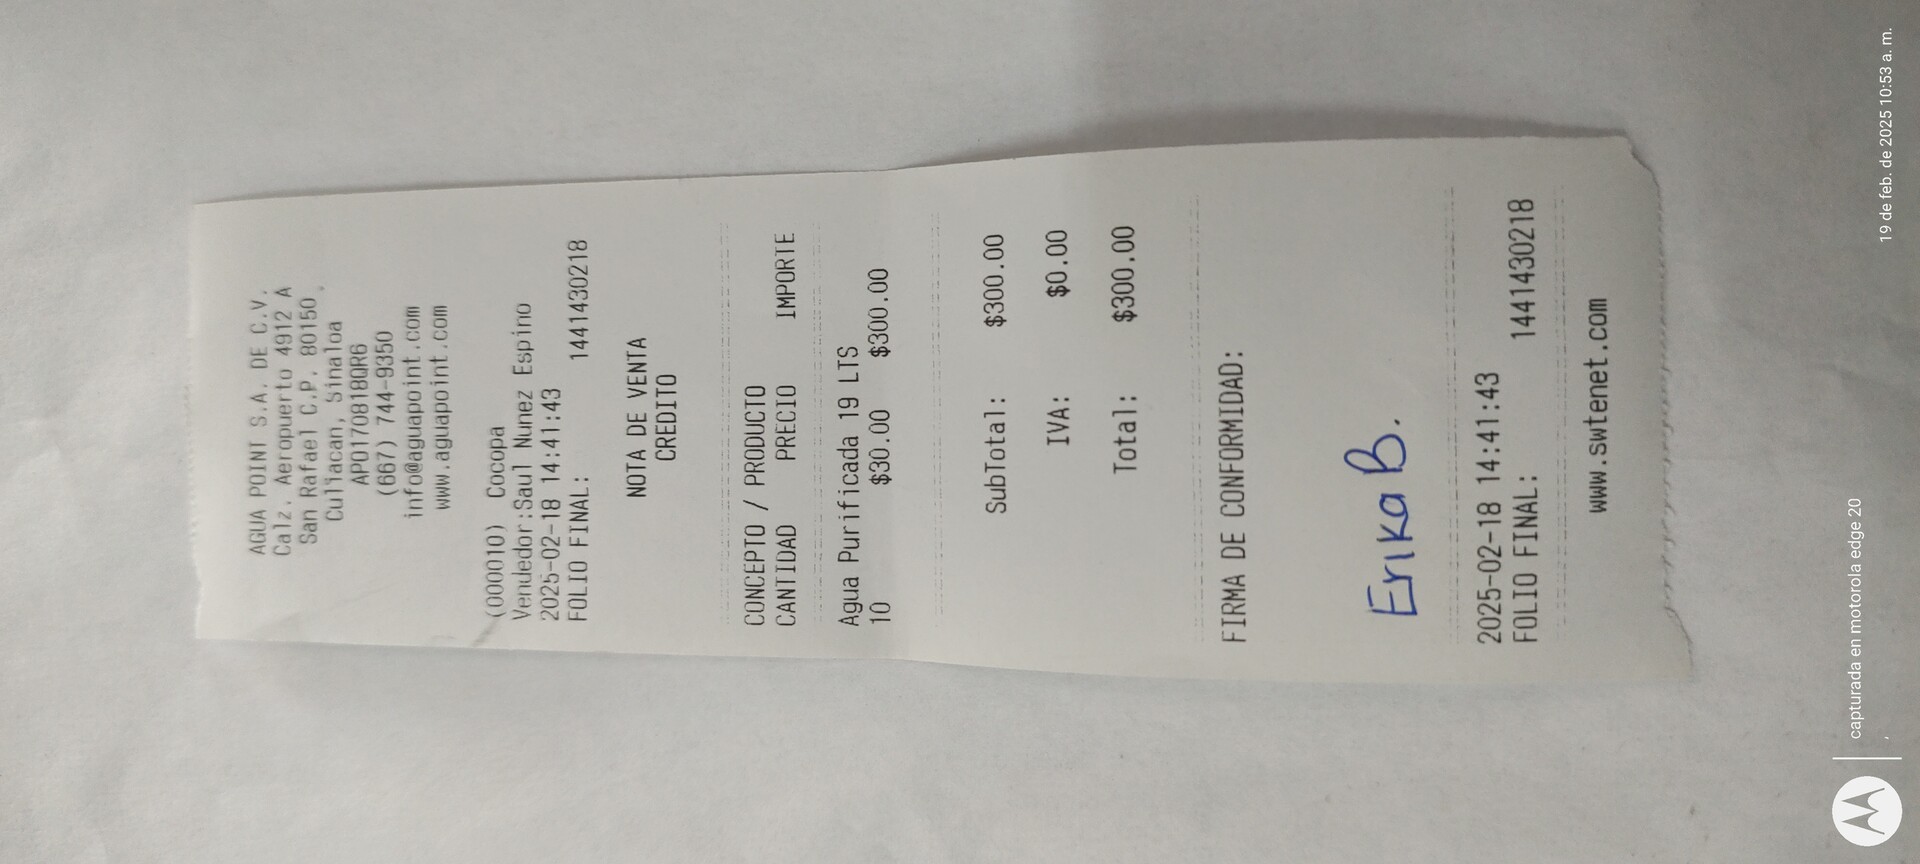 AGUA POINT S.A. DE C.V.
Calz. Aeropuerto 4912 A
San Rafael C.P. 80150,
Culiacan, Sinaloa
APO170818QR6
(667) 744-9350
info@aguapoint.com
www.aguapoint.com
(000010) Cocopa
Vendedor:Saul Nunez Espino
2025-02-18 14:41:43
FOLIO FINAL: 1441430218
NOTA DE VENTA
CREDITO
CONCEPTO / PRODUCTO
CANTIDAD PRECIO IMPORTE
Agua Purificada 19 LTS
10 $30.00 $300.00
SubTotal: $300.00
IVA: $0.00
Total: $300.00
FIRMA DE CONFORMIDAD:
Erika B.
2025-02-18 14:41:43
FOLIO FINAL: 1441430218
www.swtenet.com
capturada en motorola edge 20
,
19 de feb. de 2025 10:53 a. m.